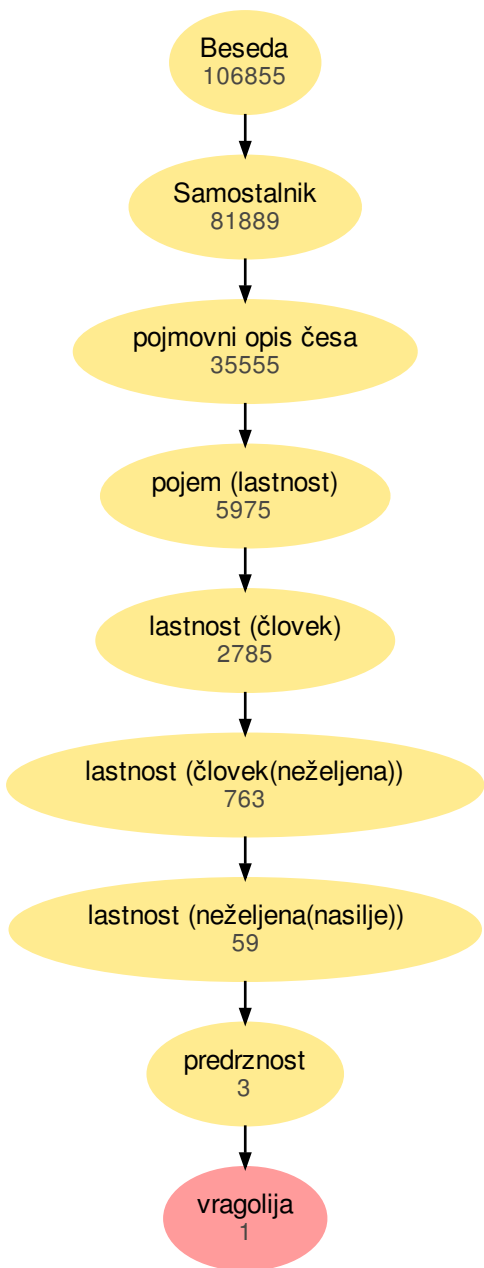 Beseda
106855
Samostalnik
81889
pojmovni opis česa
35555
pojem (lastnost)
5975
lastnost (človek)
2785
lastnost (človek(neželjena))
763
lastnost (neželjena(nasilje))
59
predrznost
3
vragolija
1